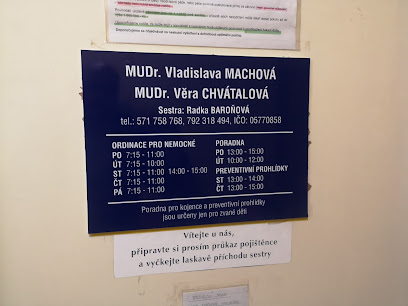 MUDr. Vladislava MACHOVÁ
MUDr. Věra CHVÁTALOVÁ
Sestra: Radka BAROŇOVÁ
tel.: 571 758 768, 792 318 494, IČO: 05770858
ORDINACE PRO NEMOCNÉ
PO 7:15 - 11:00
ÚT 7:15 - 10:00
ST 7:15 - 11:00 14:00 - 15:00
ČT 7:15 - 11:00
PÁ 7:15 - 11:00
PORADNA
PO 13:00 - 15:00
ÚT 10:00 - 12:00
PREVENTIVNÍ PROHLÍDKY
ST 13:00 - 14:00
ČT 13:00 - 15:00
Poradna pro kojence a preventivní prohlídky
jsou určeny jen pro zvané děti
Vítejte u nás,
připravte si prosím průkaz pojištěnce
a vyčkejte laskavě příchodu sestry